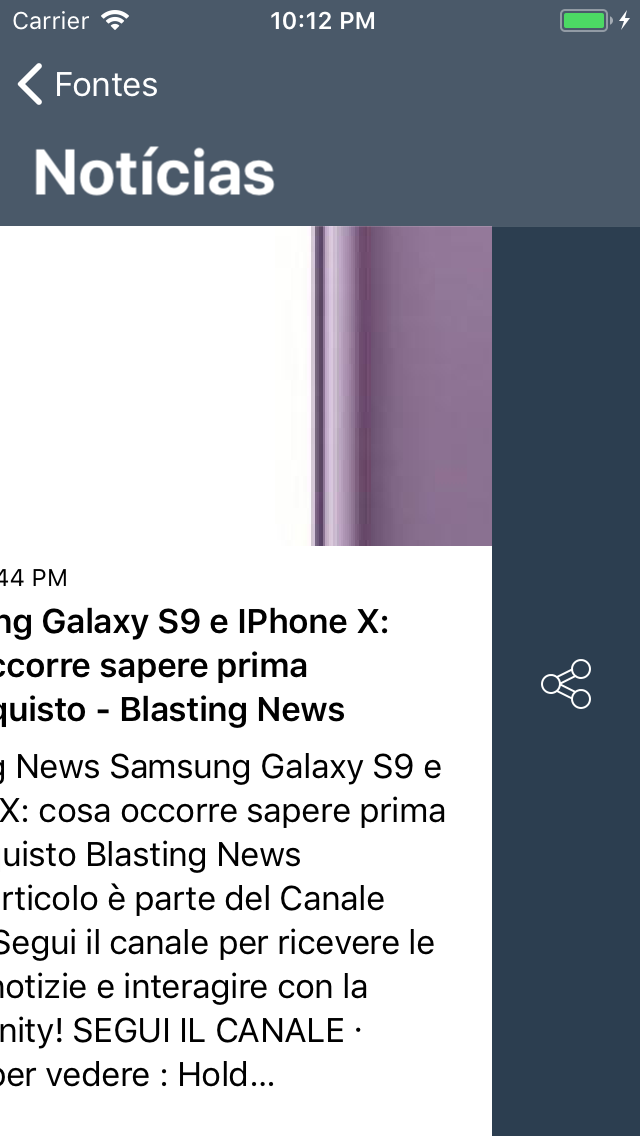 Carrier 10:12 PM
Fontes
Notícias
44 PM
ng Galaxy S9 e IPhone X:
ccorre sapere prima
quisto - Blasting News
g News Samsung Galaxy S9 e
X: cosa occorre sapere prima
uisto Blasting News
rticolo è parte del Canale
Segui il canale per ricevere le
notizie e interagire con la
nity! SEGUI IL CANALE ·
per vedere : Hold...